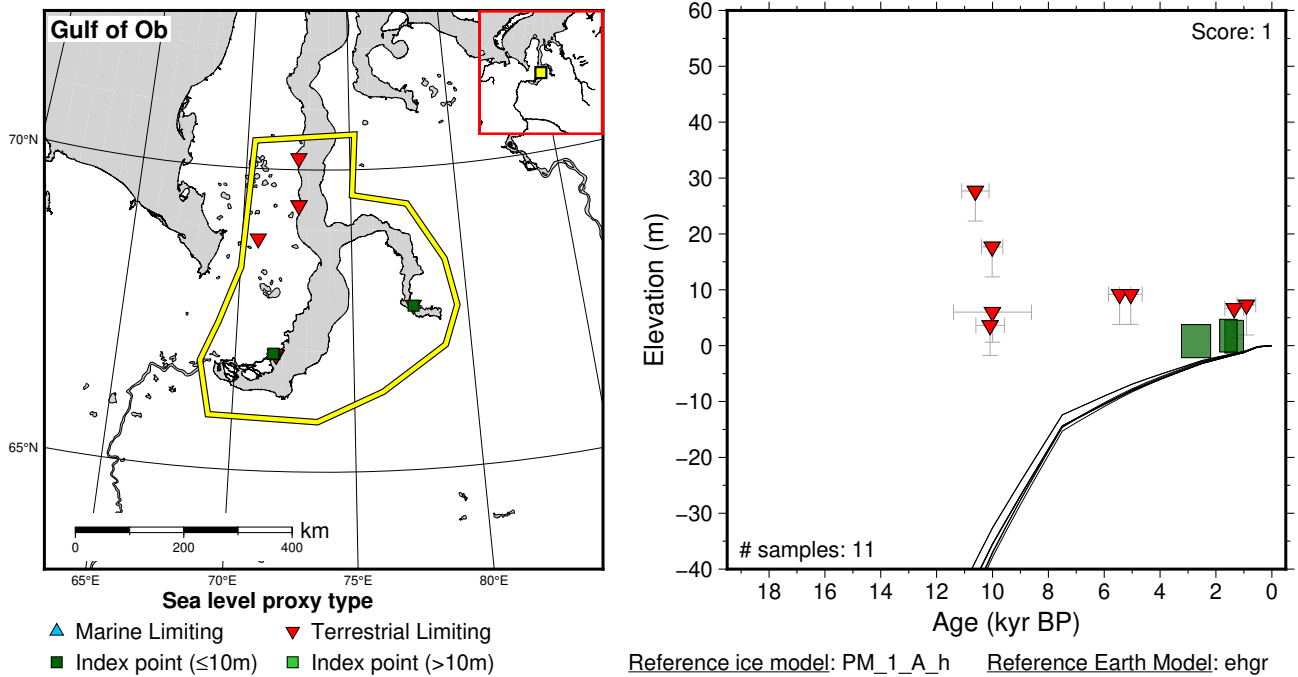 Gulf of Ob
70°N
65°N
km
0
200
400
65°E
70°E
75°E
80°E
Sea level proxy type
Marine Limiting
Terrestrial Limiting
Index point (≤10m)
Index point (>10m)
Score: 1
60
50
40
30
20
10
0
−10
−20
−30
−40
Elevation (m)
# samples: 11
18 16 14 12 10 8 6 4 2 0
Age (kyr BP)
Reference ice model: PM_1_A_h Reference Earth Model: ehgr